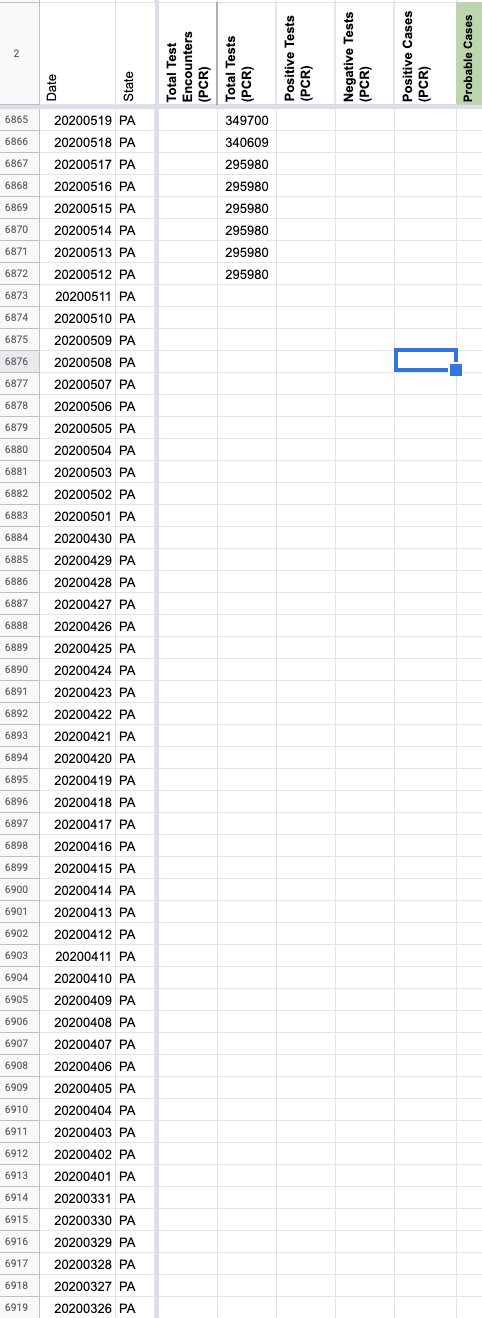 2 Date State Total Test Encounters (PCR) Total Tests (PCR) Positive Tests (PCR) Negative Tests (PCR) Positive Cases (PCR) Probable Cases
6865 20200519 PA 349700
6866 20200518 PA 340609
6867 20200517 PA 295980
6868 20200516 PA 295980
6869 20200515 PA 295980
6870 20200514 PA 295980
6871 20200513 PA 295980
6872 20200512 PA 295980
6873 20200511 PA
6874 20200510 PA
6875 20200509 PA
6876 20200508 PA
6877 20200507 PA
6878 20200506 PA
6879 20200505 PA
6880 20200504 PA
6881 20200503 PA
6882 20200502 PA
6883 20200501 PA
6884 20200430 PA
6885 20200429 PA
6886 20200428 PA
6887 20200427 PA
6888 20200426 PA
6889 20200425 PA
6890 20200424 PA
6891 20200423 PA
6892 20200422 PA
6893 20200421 PA
6894 20200420 PA
6895 20200419 PA
6896 20200418 PA
6897 20200417 PA
6898 20200416 PA
6899 20200415 PA
6900 20200414 PA
6901 20200413 PA
6902 20200412 PA
6903 20200411 PA
6904 20200410 PA
6905 20200409 PA
6906 20200408 PA
6907 20200407 PA
6908 20200406 PA
6909 20200405 PA
6910 20200404 PA
6911 20200403 PA
6912 20200402 PA
6913 20200401 PA
6914 20200331 PA
6915 20200330 PA
6916 20200329 PA
6917 20200328 PA
6918 20200327 PA
6919 20200326 PA